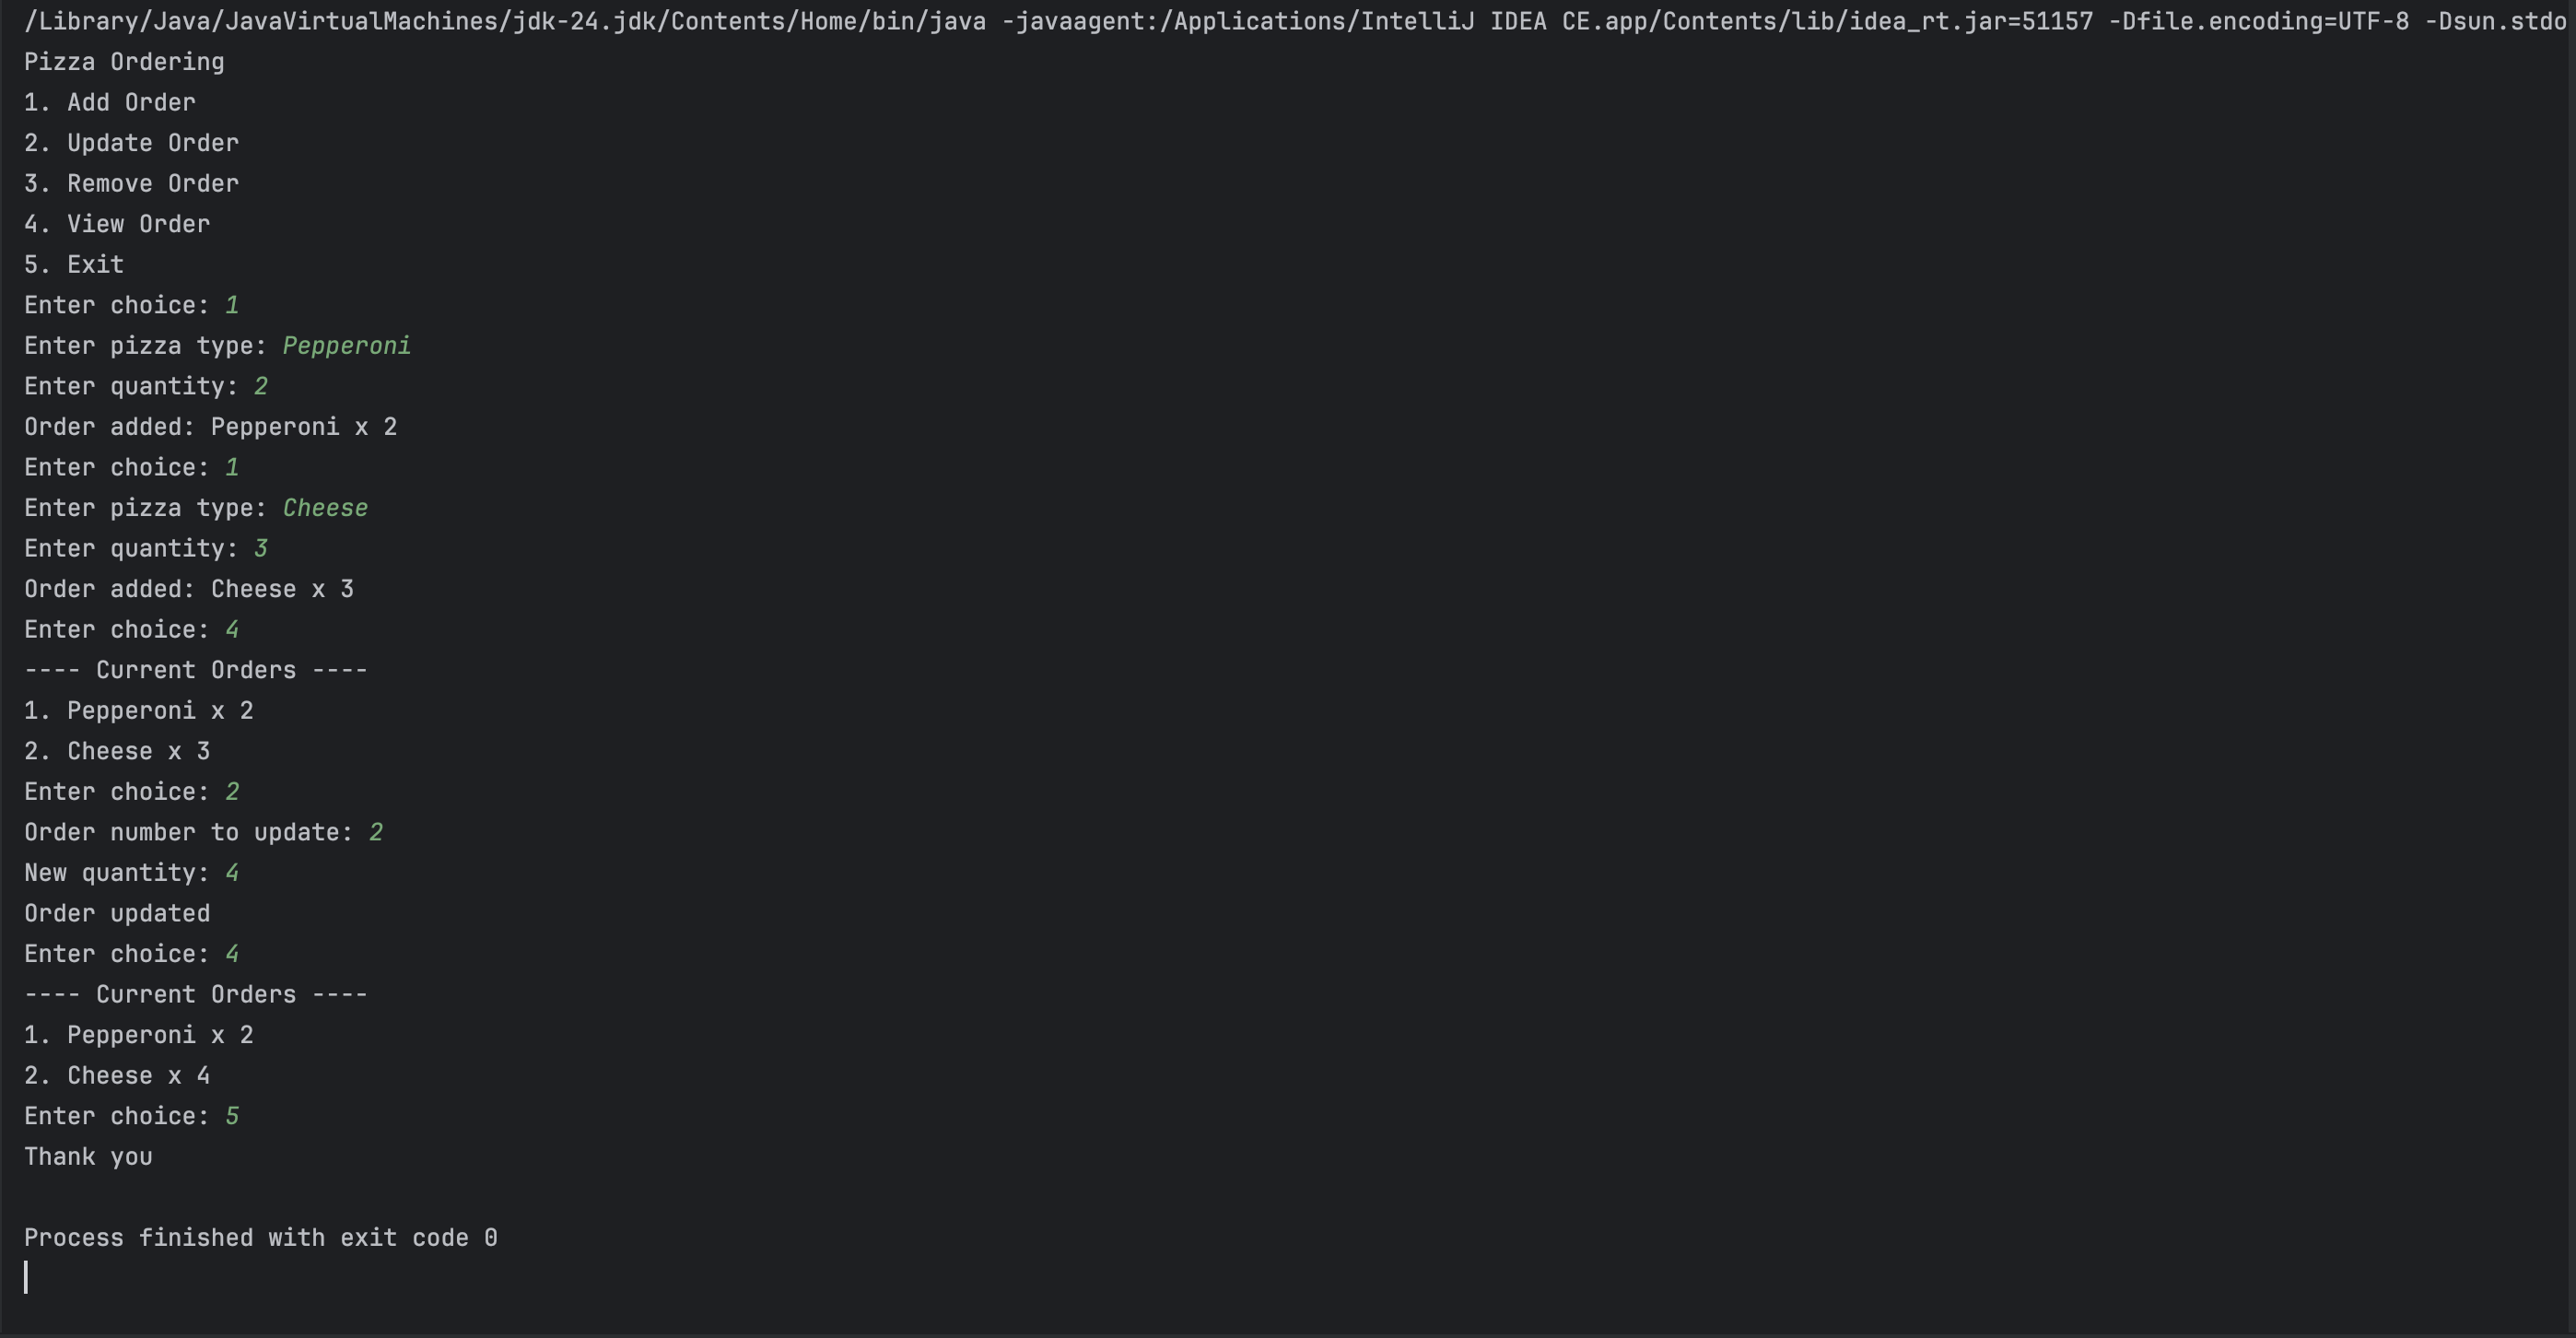 /Library/Java/JavaVirtualMachines/jdk-24.jdk/Contents/Home/bin/java -javaagent:/Applications/IntelliJ IDEA CE.app/Contents/lib/idea_rt.jar=51157 -Dfile.encoding=UTF-8 -Dsun.stdo
Pizza Ordering
1. Add Order
2. Update Order
3. Remove Order
4. View Order
5. Exit
Enter choice: 1
Enter pizza type: Pepperoni
Enter quantity: 2
Order added: Pepperoni x 2
Enter choice: 1
Enter pizza type: Cheese
Enter quantity: 3
Order added: Cheese x 3
Enter choice: 4
---- Current Orders ----
1. Pepperoni x 2
2. Cheese x 3
Enter choice: 2
Order number to update: 2
New quantity: 4
Order updated
Enter choice: 4
---- Current Orders ----
1. Pepperoni x 2
2. Cheese x 4
Enter choice: 5
Thank you
Process finished with exit code 0